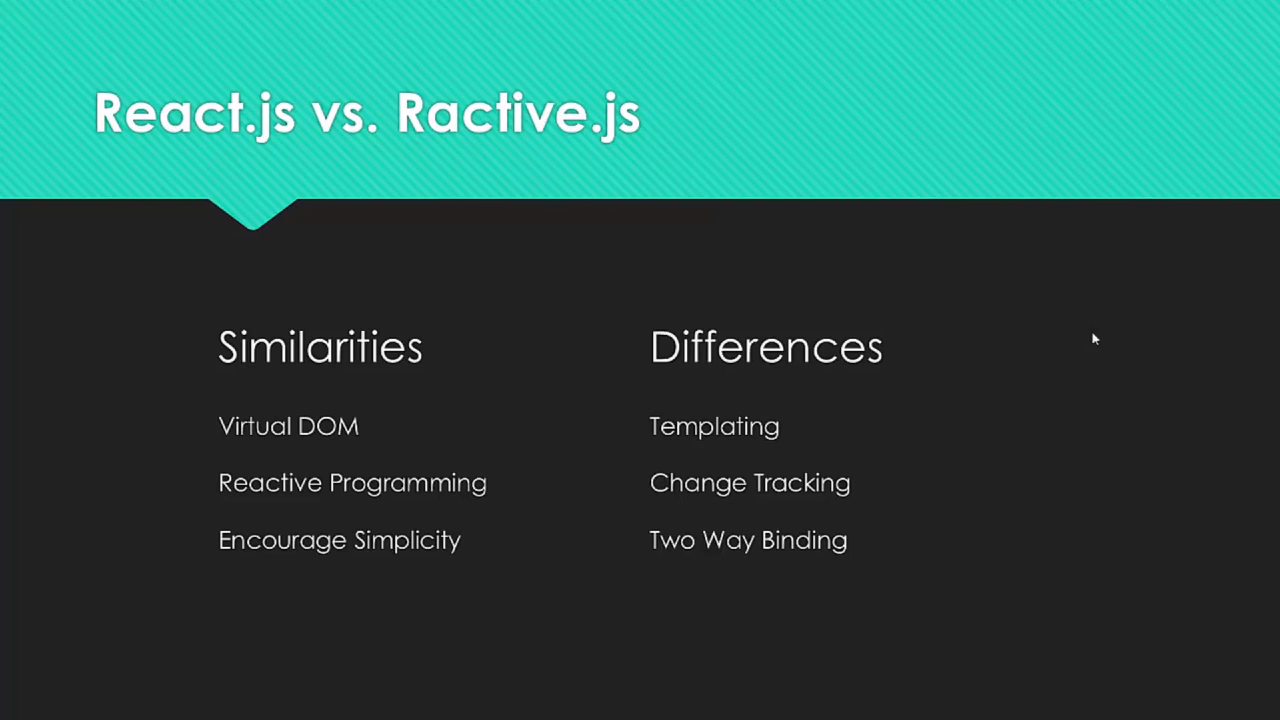 React.js vs. Ractive.js
Similarities
Virtual DOM
Reactive Programming
Encourage Simplicity
Differences
Templating
Change Tracking
Two Way Binding